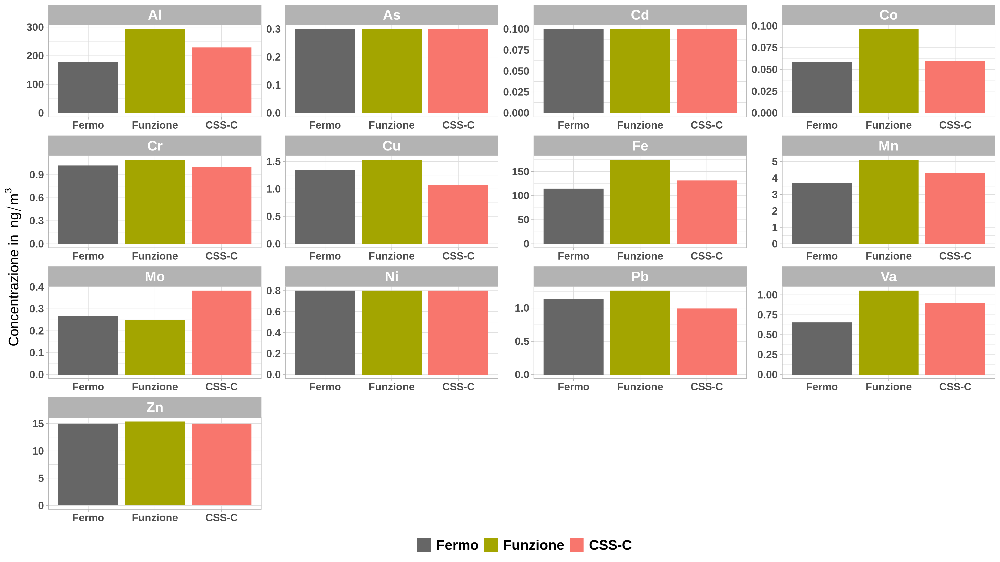 Concentrazione in ng/m³
Al
300
200
100
0
Fermo Funzione CSS-C
As
0.3
0.2
0.1
0.0
Fermo Funzione CSS-C
Cd
0.100
0.075
0.050
0.025
0.000
Fermo Funzione CSS-C
Co
0.100
0.075
0.050
0.025
0.000
Fermo Funzione CSS-C
Cr
0.9
0.6
0.3
0.0
Fermo Funzione CSS-C
Cu
1.5
1.0
0.5
0.0
Fermo Funzione CSS-C
Fe
150
100
50
0
Fermo Funzione CSS-C
Mn
5
4
3
2
1
0
Fermo Funzione CSS-C
Mo
0.4
0.3
0.2
0.1
0.0
Fermo Funzione CSS-C
Ni
0.8
0.6
0.4
0.2
0.0
Fermo Funzione CSS-C
Pb
1.0
0.5
0.0
Fermo Funzione CSS-C
Va
1.00
0.75
0.50
0.25
0.00
Fermo Funzione CSS-C
Zn
15
10
5
0
Fermo Funzione CSS-C
Fermo Funzione CSS-C